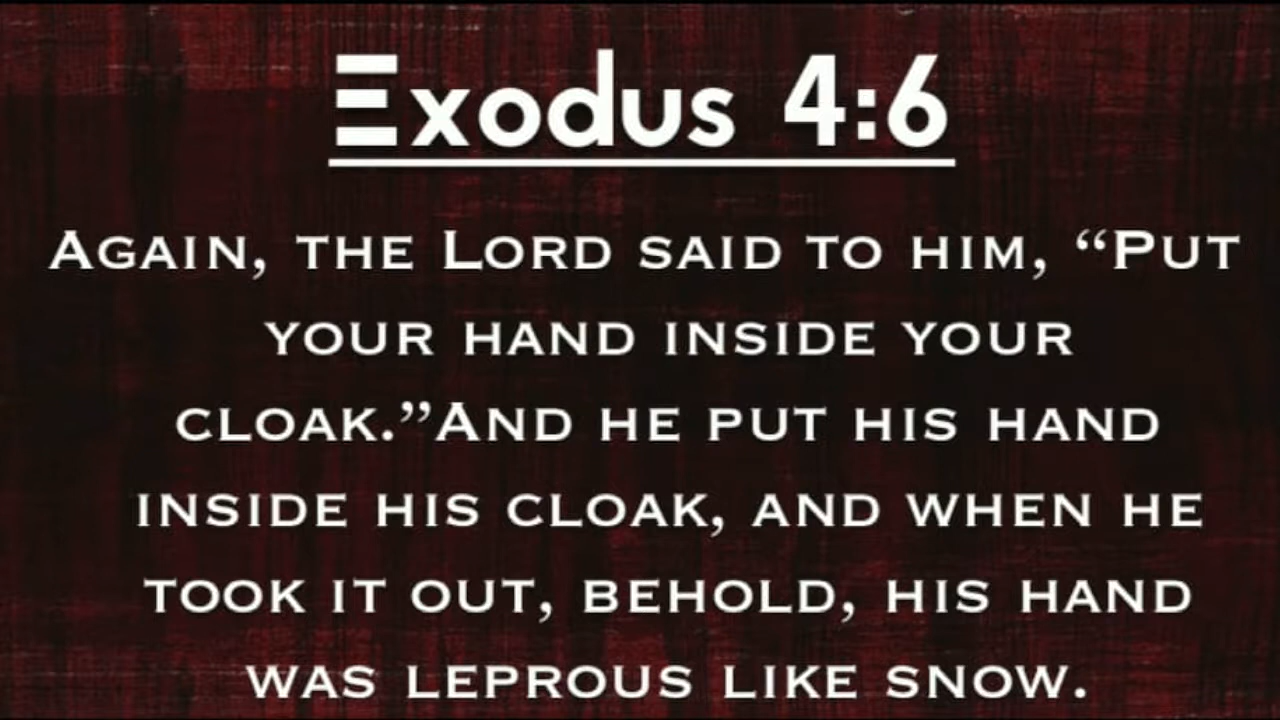 Exodus 4:6
Again, the Lord said to him, “Put
your hand inside your
cloak.”And he put his hand
inside his cloak, and when he
took it out, behold, his hand
was leprous like snow.